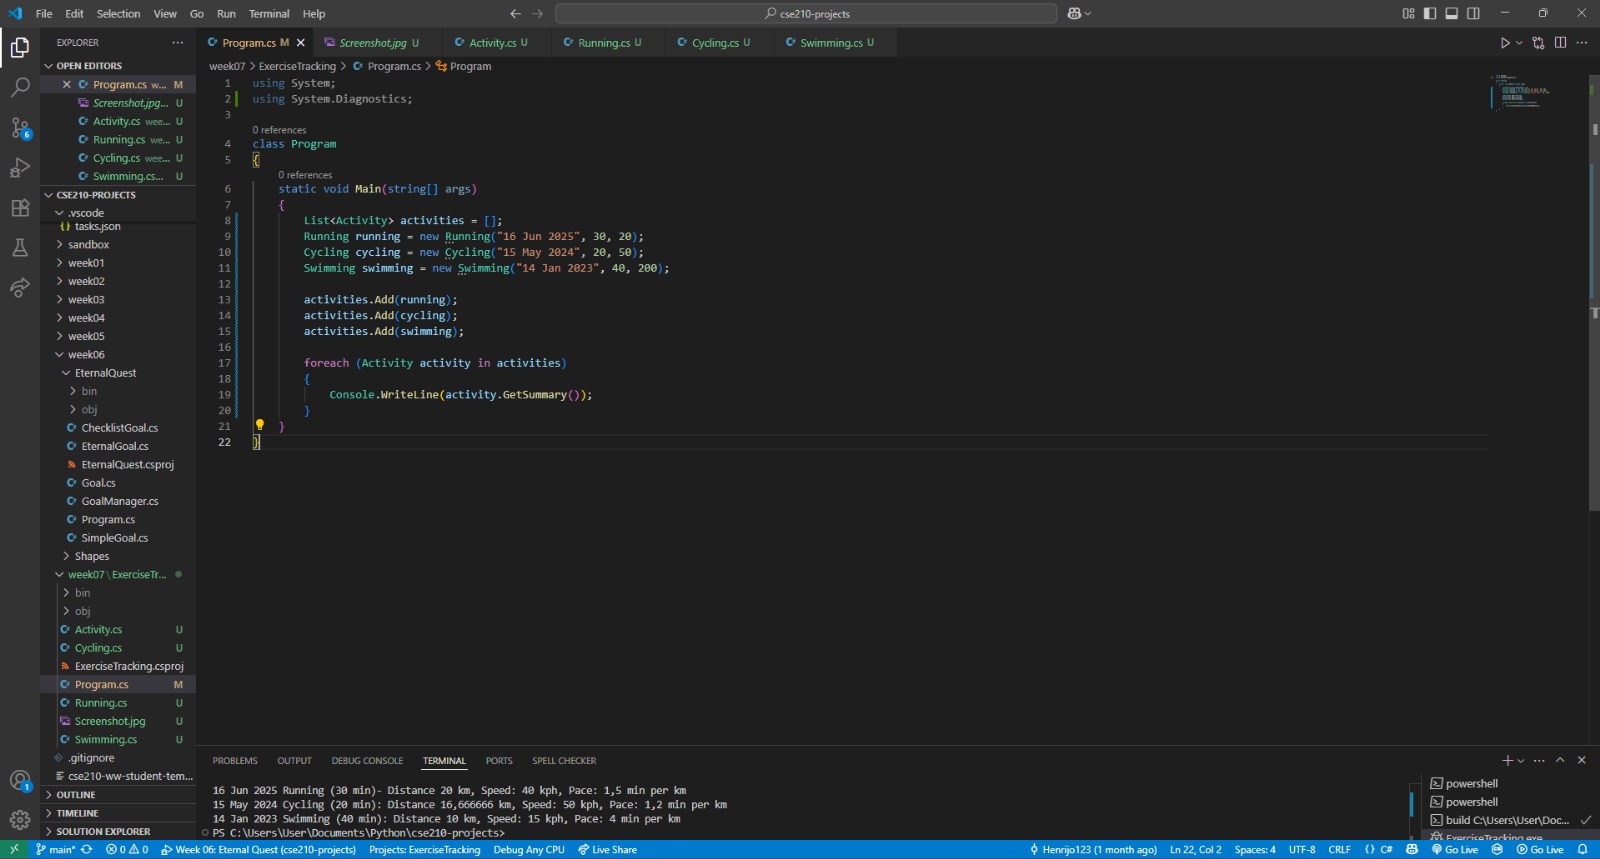 File Edit Selection View Go Run Terminal Help
cse210-projects
EXPLORER
OPEN EDITORS
Program.cs w... M
Screenshot.jpg... U
Activity.cs wee... U
Running.cs we... U
Cycling.cs wee... U
Swimming.cs... U
CSE210-PROJECTS
.vscode
tasks.json
sandbox
week01
week02
week03
week04
week05
week06
EternalQuest
bin
obj
ChecklistGoal.cs
EternalGoal.cs
EternalQuest.csproj
Goal.cs
GoalManager.cs
Program.cs
SimpleGoal.cs
Shapes
week07\ExerciseTr...
bin
obj
Activity.cs U
Cycling.cs U
ExerciseTracking.csproj
Program.cs M
Running.cs U
Screenshot.jpg U
Swimming.cs U
.gitignore
cse210-ww-student-tem...
OUTLINE
TIMELINE
SOLUTION EXPLORER
Program.cs M Screenshot.jpg U Activity.cs U Running.cs U Cycling.cs U Swimming.cs U
week07 > ExerciseTracking > Program.cs > Program
1 using System;
2 using System.Diagnostics;
3
0 references
4 class Program
5 {
0 references
6 static void Main(string[] args)
7 {
8 List<Activity> activities = [];
9 Running running = new Running("16 Jun 2025", 30, 20);
10 Cycling cycling = new Cycling("15 May 2024", 20, 50);
11 Swimming swimming = new Swimming("14 Jan 2023", 40, 200);
12
13 activities.Add(running);
14 activities.Add(cycling);
15 activities.Add(swimming);
16
17 foreach (Activity activity in activities)
18 {
19 Console.WriteLine(activity.GetSummary());
20 }
21 }
22 }
PROBLEMS OUTPUT DEBUG CONSOLE TERMINAL PORTS SPELL CHECKER
16 Jun 2025 Running (30 min)- Distance 20 km, Speed: 40 kph, Pace: 1,5 min per km
15 May 2024 Cycling (20 min): Distance 16,666666 km, Speed: 50 kph, Pace: 1,2 min per km
14 Jan 2023 Swimming (40 min): Distance 10 km, Speed: 15 kph, Pace: 4 min per km
PS C:\Users\User\Documents\Python\cse210-projects>
powershell
powershell
build C:\Users\User\Doc...
ExerciseTracking.exe
main* 0 0 Week 06: Eternal Quest (cse210-projects) Projects: ExerciseTracking Debug Any CPU Live Share Henrijo123 (1 month ago) Ln 22, Col 2 Spaces: 4 UTF-8 CRLF {} C# Go Live Go Live